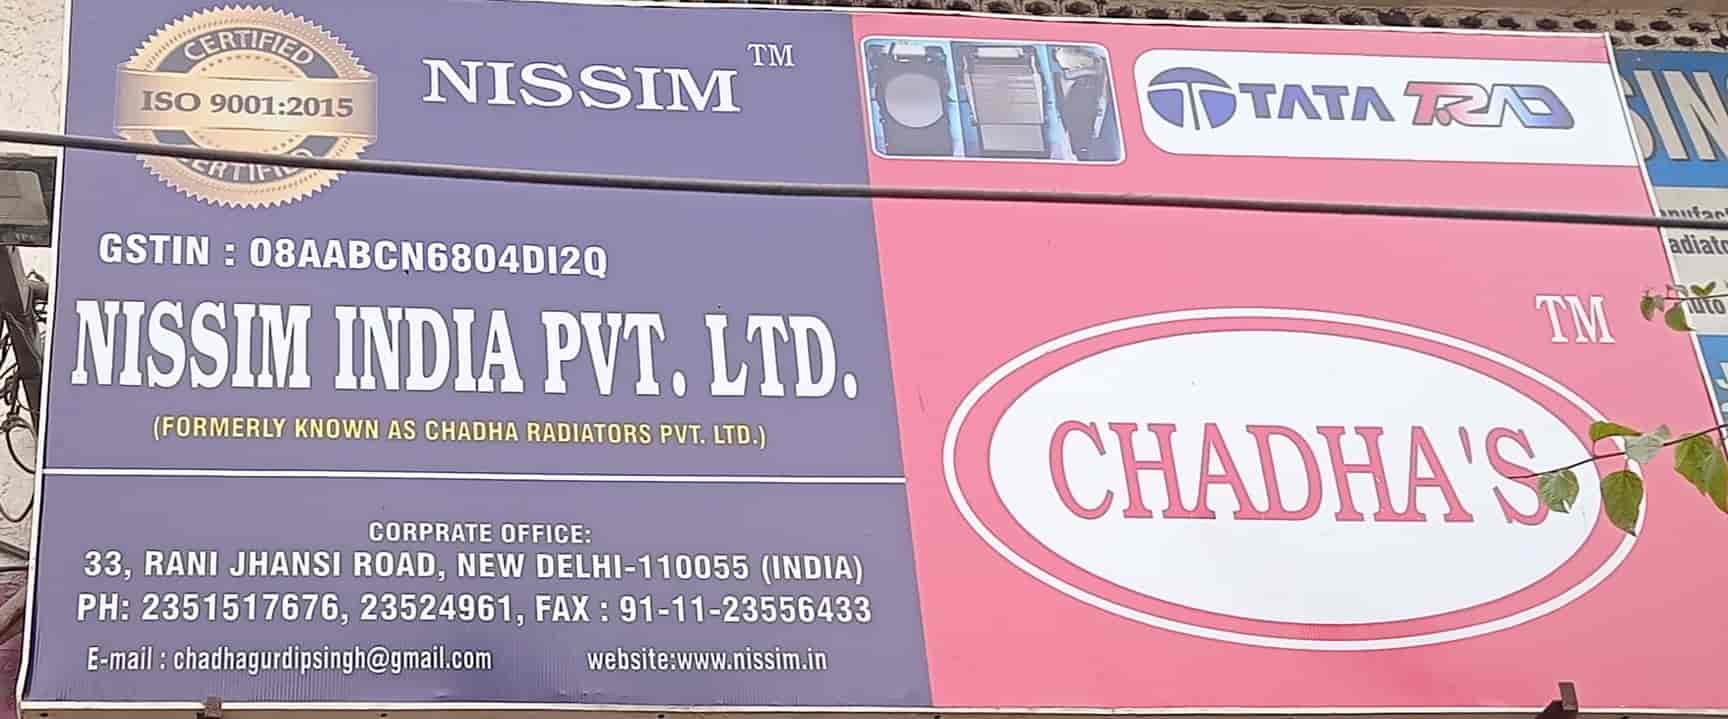 CERTIFIED
ISO 9001:2015
CERTIFIED
NISSIM TM
TATA TRAD
GSTIN : 08AABCN6804DI2Q
NISSIM INDIA PVT. LTD.
(FORMERLY KNOWN AS CHADHA RADIATORS PVT. LTD.)
CORPRATE OFFICE:
33, RANI JHANSI ROAD, NEW DELHI-110055 (INDIA)
PH: 2351517676, 23524961, FAX : 91-11-23556433
E-mail : chadhagurdipsingh@gmail.com website:www.nissim.in
TM
CHADHA'S